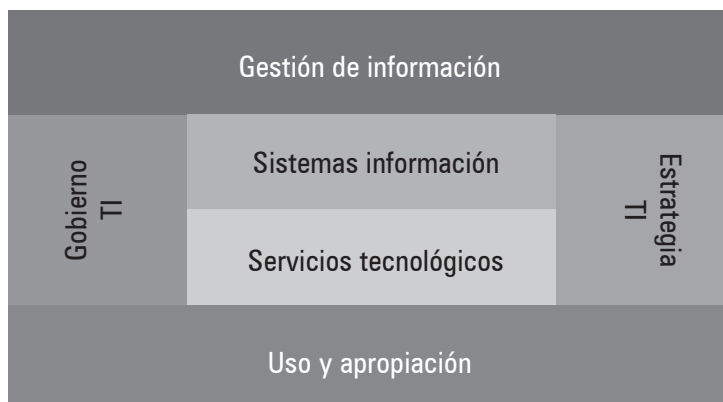 Gestión de información
Gobierno
TI
Sistemas información
Servicios tecnológicos
Estrategia
TI
Uso y apropiación